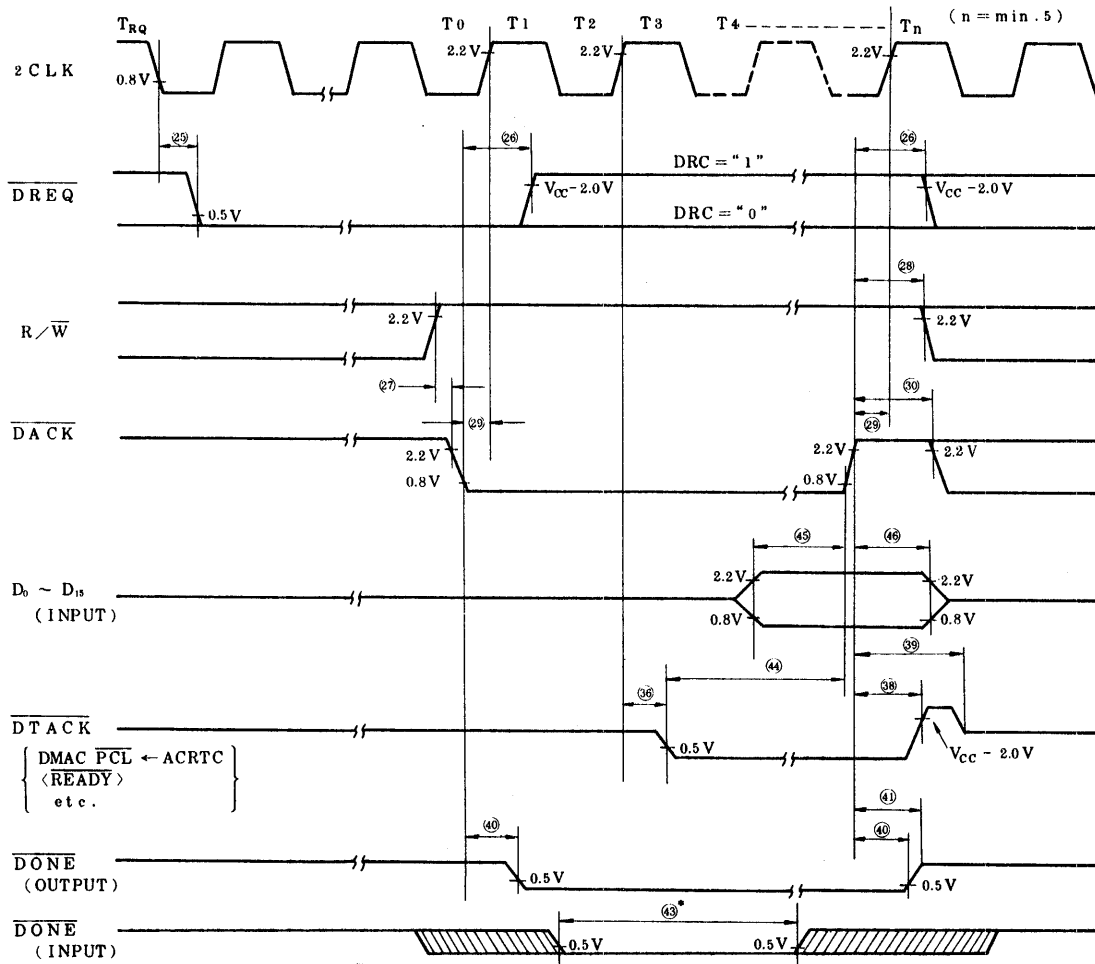 T_RQ T0 T1 T2 T3 T4 Tn (n = min.5)
2.2V 2.2V 2.2V
2CLK
0.8V
㉕ ㉖ ㉖
DRC = "1"
V_CC − 2.0V V_CC − 2.0V
DREQ
0.5V
DRC = "0"
㉘
2.2V 2.2V
R/W
㉗ ㉚
㉙ ㉙
DACK
2.2V 2.2V 2.2V
0.8V 0.8V
㊺ ㊻
2.2V 2.2V
D₀ ~ D₁₅
(INPUT)
0.8V 0.8V
㊴
㊹
㊱ ㊳
DTACK
0.5V
V_CC − 2.0V
DMAC PCL ← ACRTC
<READY>
etc.
㊶
㊵ ㊵
DONE
(OUTPUT)
0.5V 0.5V
㊸*
DONE
(INPUT)
0.5V 0.5V